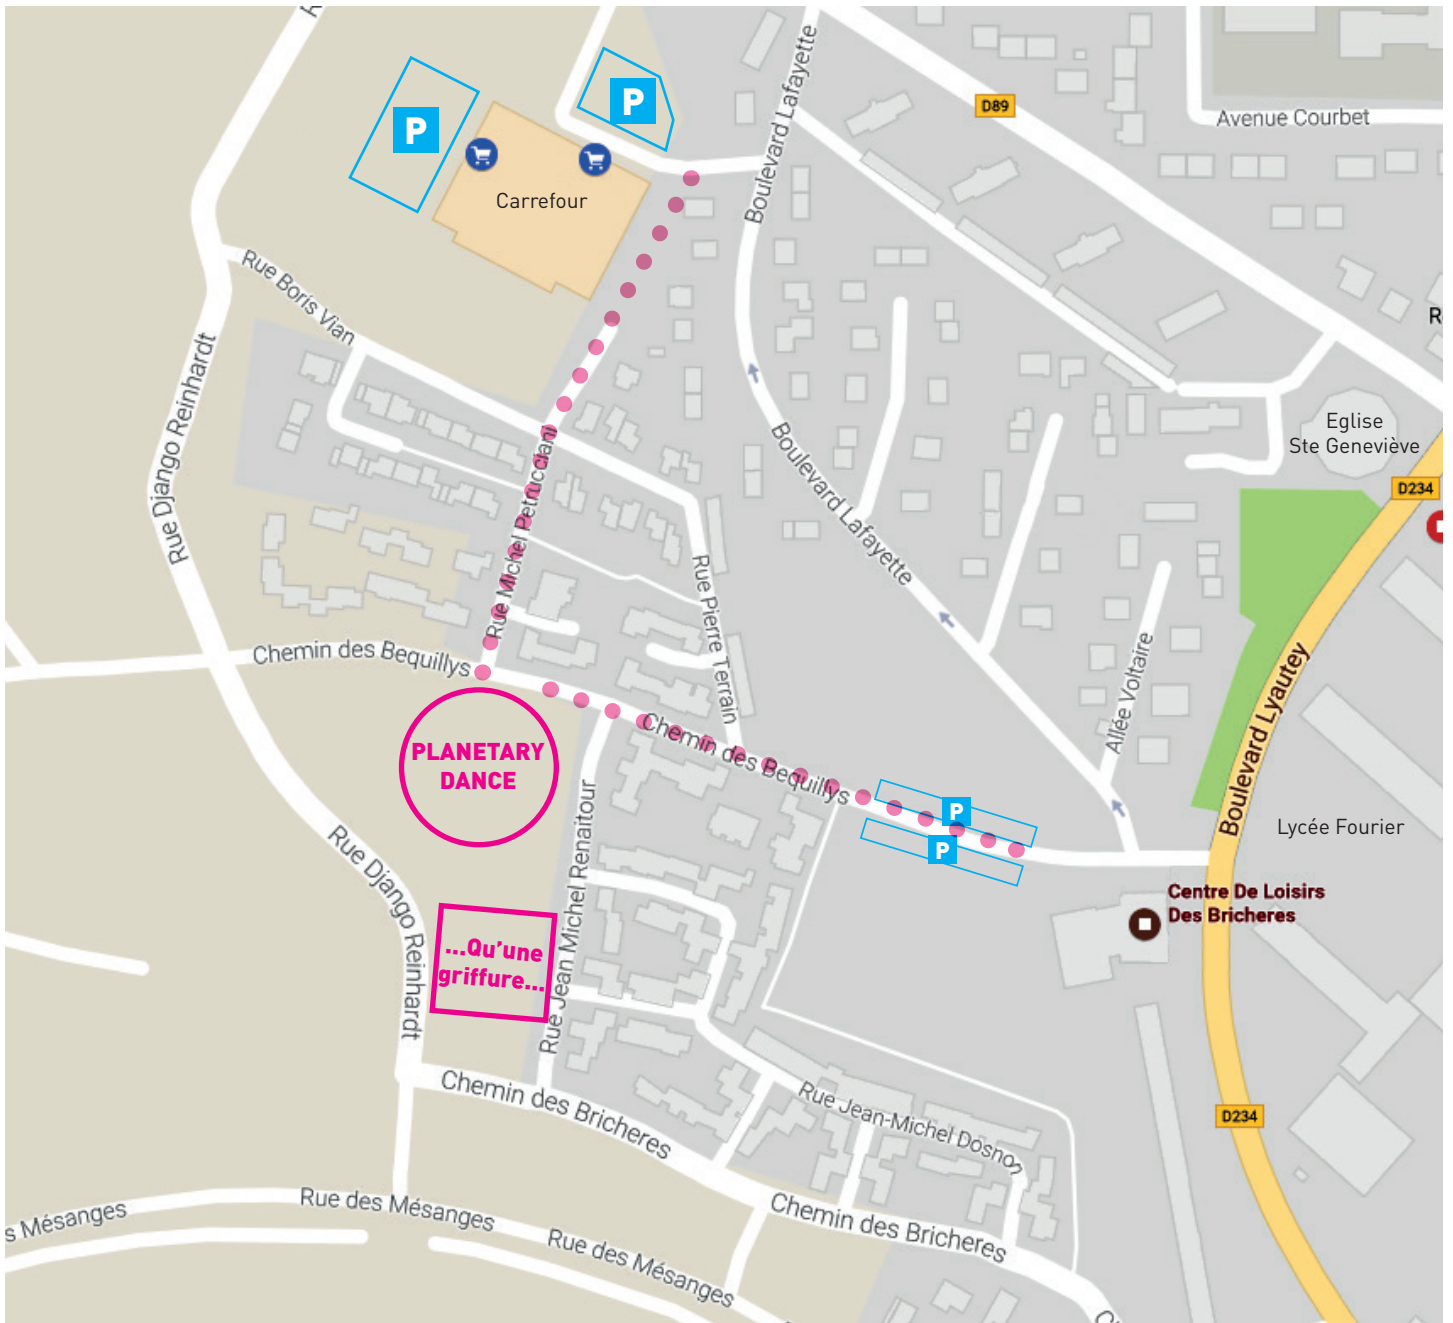 R
P
P
Carrefour
Boulevard Lafayette
D89
Avenue Courbet
Rue Boris Vian
Rue Django Reinhardt
Rue Michel Petrucciani
Boulevard Lafayette
R
Eglise
Ste Geneviève
D234
Rue Pierre Terrain
Chemin des Bequillys
Allée Voltaire
Boulevard Lyautey
PLANETARY
DANCE
Chemin des Bequillys
P
P
Lycée Fourier
Centre De Loisirs
Des Bricheres
Rue Django Reinhardt
Rue Jean Michel Renaitour
...Qu'une
griffure...
Chemin des Bricheres
Rue Jean-Michel Dosnon
D234
s Mésanges
Rue des Mésanges
Rue des Mésanges
Chemin des Bricheres